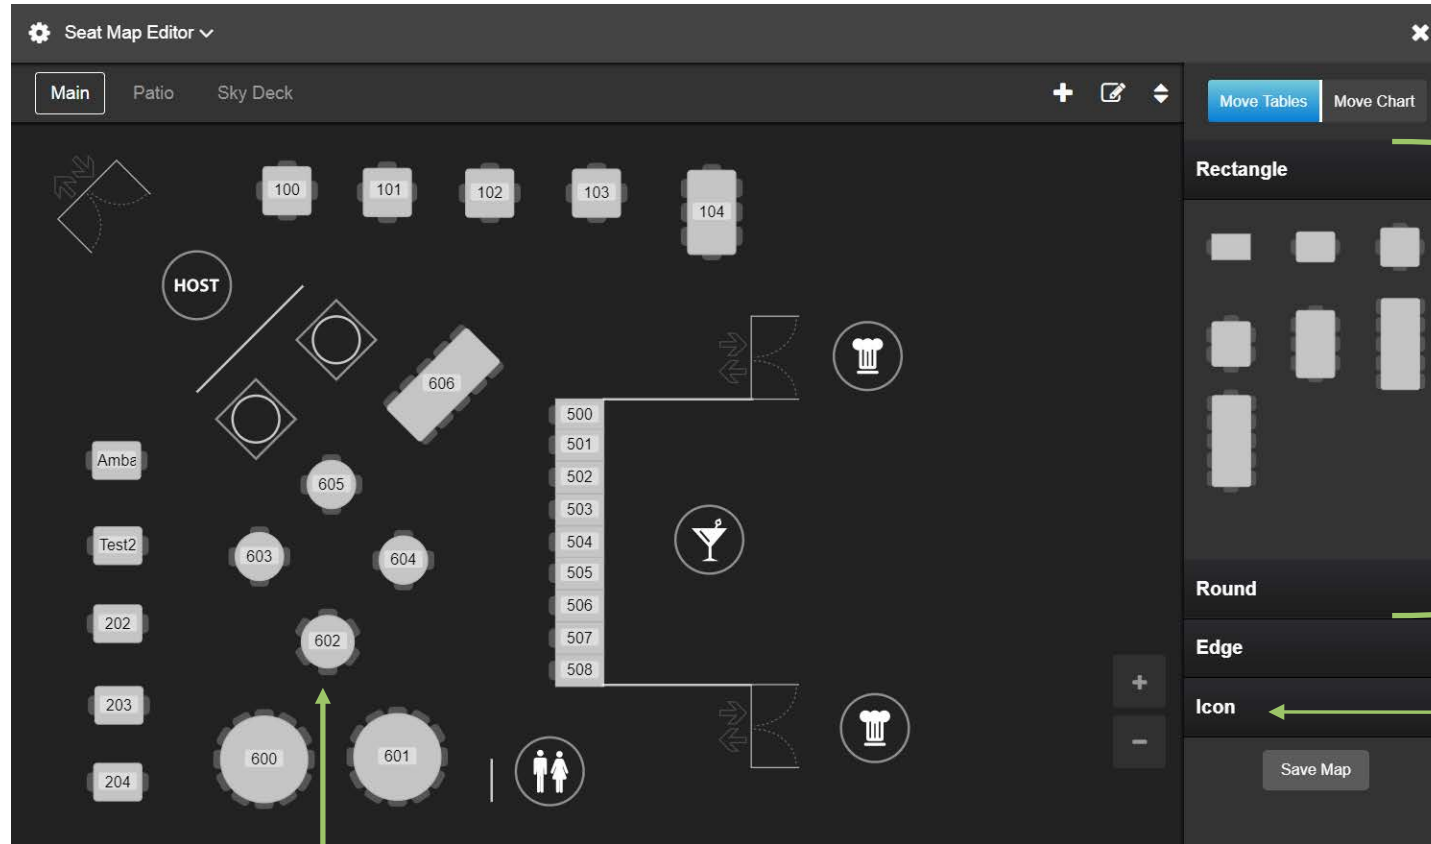 Seat Map Editor
Main Patio Sky Deck
Move Tables Move Chart
Rectangle
100 101 102 103 104
HOST
606
500
501
502
503
504
505
506
507
508
Amba
605
Test2
603
604
202
602
203
600
601
204
Round
Edge
Icon
Save Map